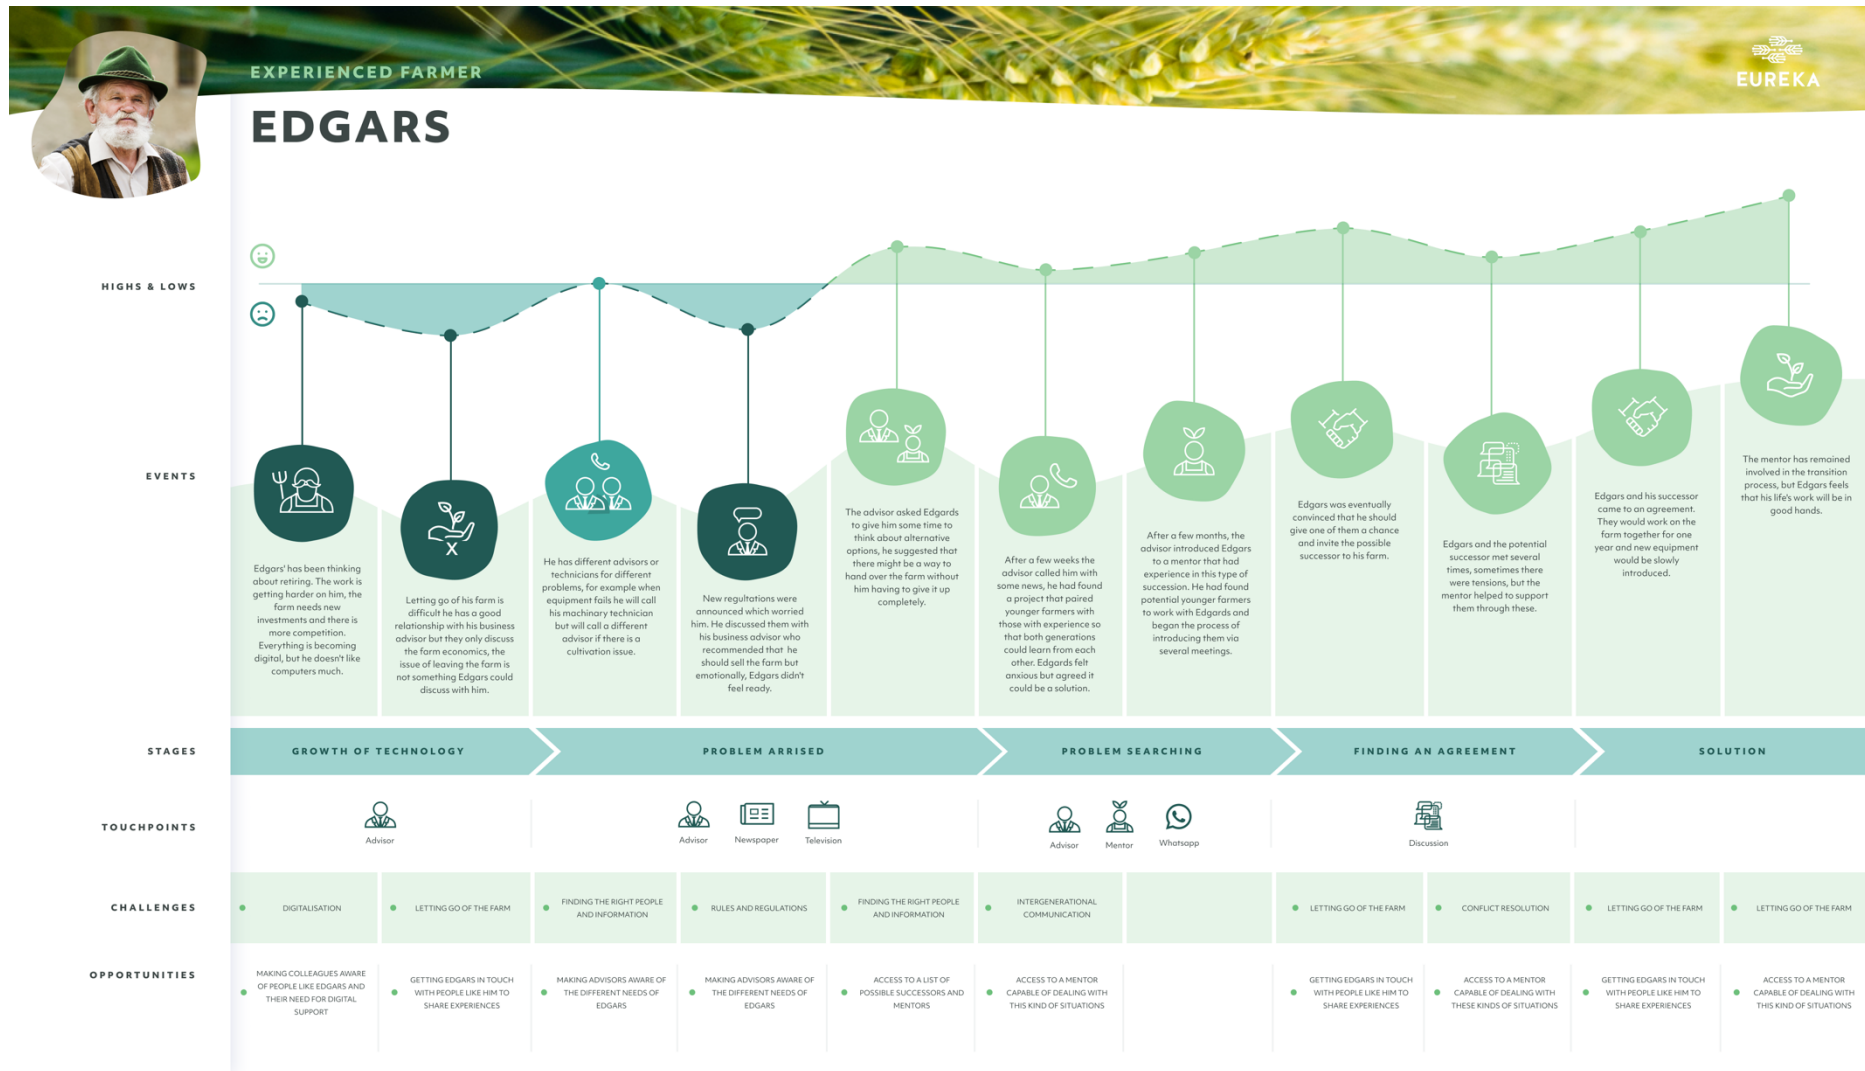 EXPERIENCED FARMER
EDGARS
EUREKA
HIGHS & LOWS
EVENTS
Edgars' has been thinking
about retiring. The work is
getting harder on him, the
farm needs new
investments and there is
more competition.
Everything is becoming
digital, but he doesn't like
computers much.
Letting go of his farm is
difficult he has a good
relationship with his business
advisor but they only discuss
the farm economics, the
issue of leaving the farm is
not something Edgars could
discuss with him.
He has different advisors or
technicians for different
problems, for example when
equipment fails he will call
his machinary technician
but will call a different
advisor if there is a
cultivation issue.
New regultations were
announced which worried
him. He discussed them with
his business advisor who
recommended that he
should sell the farm but
emotionally, Edgars didn't
feel ready.
The advisor asked Edgards
to give him some time to
think about alternative
options, he suggested that
there might be a way to
hand over the farm without
him having to give it up
completely.
After a few weeks the
advisor called him with
some news, he had found
a project that paired
younger farmers with
those with experience so
that both generations
could learn from each
other. Edgards felt
anxious but agreed it
could be a solution.
After a few months, the
advisor introduced Edgars
to a mentor that had
experience in this type of
succession. He had found
potential younger farmers
to work with Edgards and
began the process of
introducing them via
several meetings.
Edgars was eventually
convinced that he should
give one of them a chance
and invite the possible
successor to his farm.
Edgars and the potential
successor met several
times, sometimes there
were tensions, but the
mentor helped to support
them through these.
Edgars and his successor
came to an agreement.
They would work on the
farm together for one
year and new equipment
would be slowly
introduced.
The mentor has remained
involved in the transition
process, but Edgars feels
that his life's work will be in
good hands.
STAGES
GROWTH OF TECHNOLOGY
PROBLEM ARRISED
PROBLEM SEARCHING
FINDING AN AGREEMENT
SOLUTION
TOUCHPOINTS
Advisor
Advisor
Newspaper
Television
Advisor
Mentor
Whatsapp
Discussion
CHALLENGES
DIGITALISATION
LETTING GO OF THE FARM
FINDING THE RIGHT PEOPLE
AND INFORMATION
RULES AND REGULATIONS
FINDING THE RIGHT PEOPLE
AND INFORMATION
INTERGENERATIONAL
COMMUNICATION
LETTING GO OF THE FARM
CONFLICT RESOLUTION
LETTING GO OF THE FARM
LETTING GO OF THE FARM
OPPORTUNITIES
MAKING COLLEAGUES AWARE
OF PEOPLE LIKE EDGARS AND
THEIR NEED FOR DIGITAL
SUPPORT
GETTING EDGARS IN TOUCH
WITH PEOPLE LIKE HIM TO
SHARE EXPERIENCES
MAKING ADVISORS AWARE OF
THE DIFFERENT NEEDS OF
EDGARS
MAKING ADVISORS AWARE OF
THE DIFFERENT NEEDS OF
EDGARS
ACCESS TO A LIST OF
POSSIBLE SUCCESSORS AND
MENTORS
ACCESS TO A MENTOR
CAPABLE OF DEALING WITH
THIS KIND OF SITUATIONS
GETTING EDGARS IN TOUCH
WITH PEOPLE LIKE HIM TO
SHARE EXPERIENCES
ACCESS TO A MENTOR
CAPABLE OF DEALING WITH
THESE KINDS OF SITUATIONS
GETTING EDGARS IN TOUCH
WITH PEOPLE LIKE HIM TO
SHARE EXPERIENCES
ACCESS TO A MENTOR
CAPABLE OF DEALING WITH
THIS KIND OF SITUATIONS